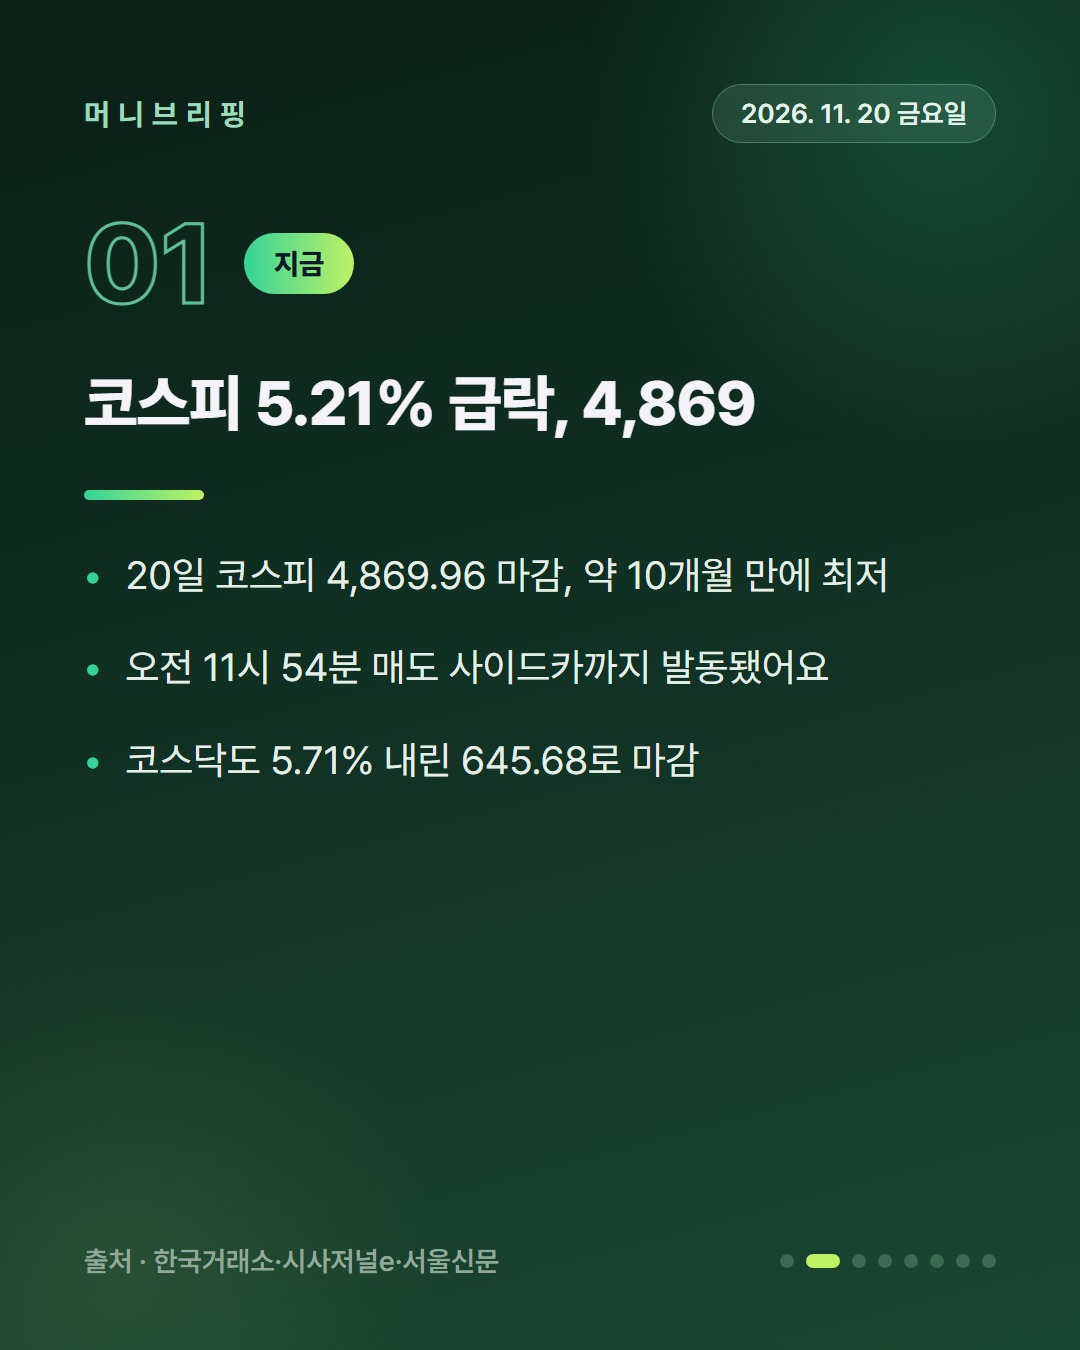 머니브리핑
2026. 11. 20 금요일
01
지금
코스피 5.21% 급락, 4,869
• 20일 코스피 4,869.96 마감, 약 10개월 만에 최저
• 오전 11시 54분 매도 사이드카까지 발동됐어요
• 코스닥도 5.71% 내린 645.68로 마감
출처 · 한국거래소·시사저널e·서울신문